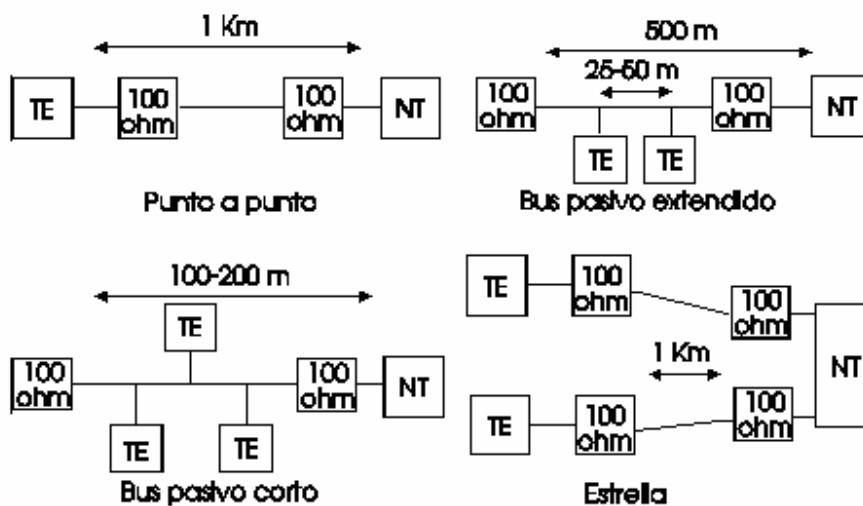 1 Km
TE
100
ohm
100
ohm
NT
Punto a punto
500 m
25-50 m
100
ohm
100
ohm
NT
TE
TE
Bus pasivo extendido
100-200 m
TE
100
ohm
100
ohm
NT
TE
TE
Bus pasivo corto
TE
100
ohm
100
ohm
1 Km
NT
TE
100
ohm
100
ohm
Estrella